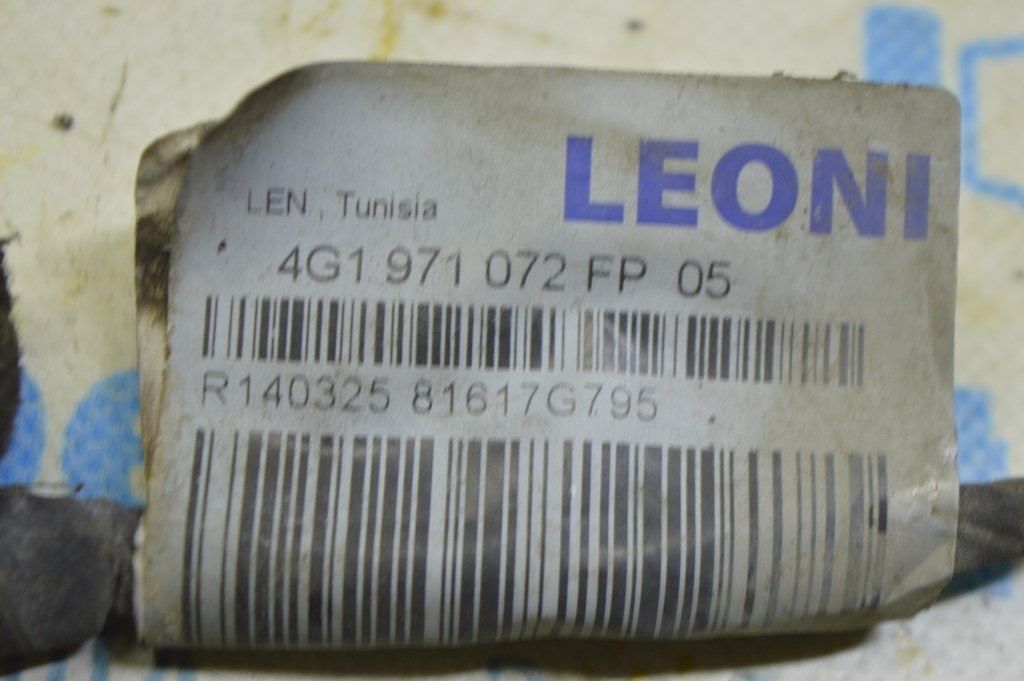 LEONI
LEN , Tunisia
4G1 971 072 FP 05
R140325 81617G795